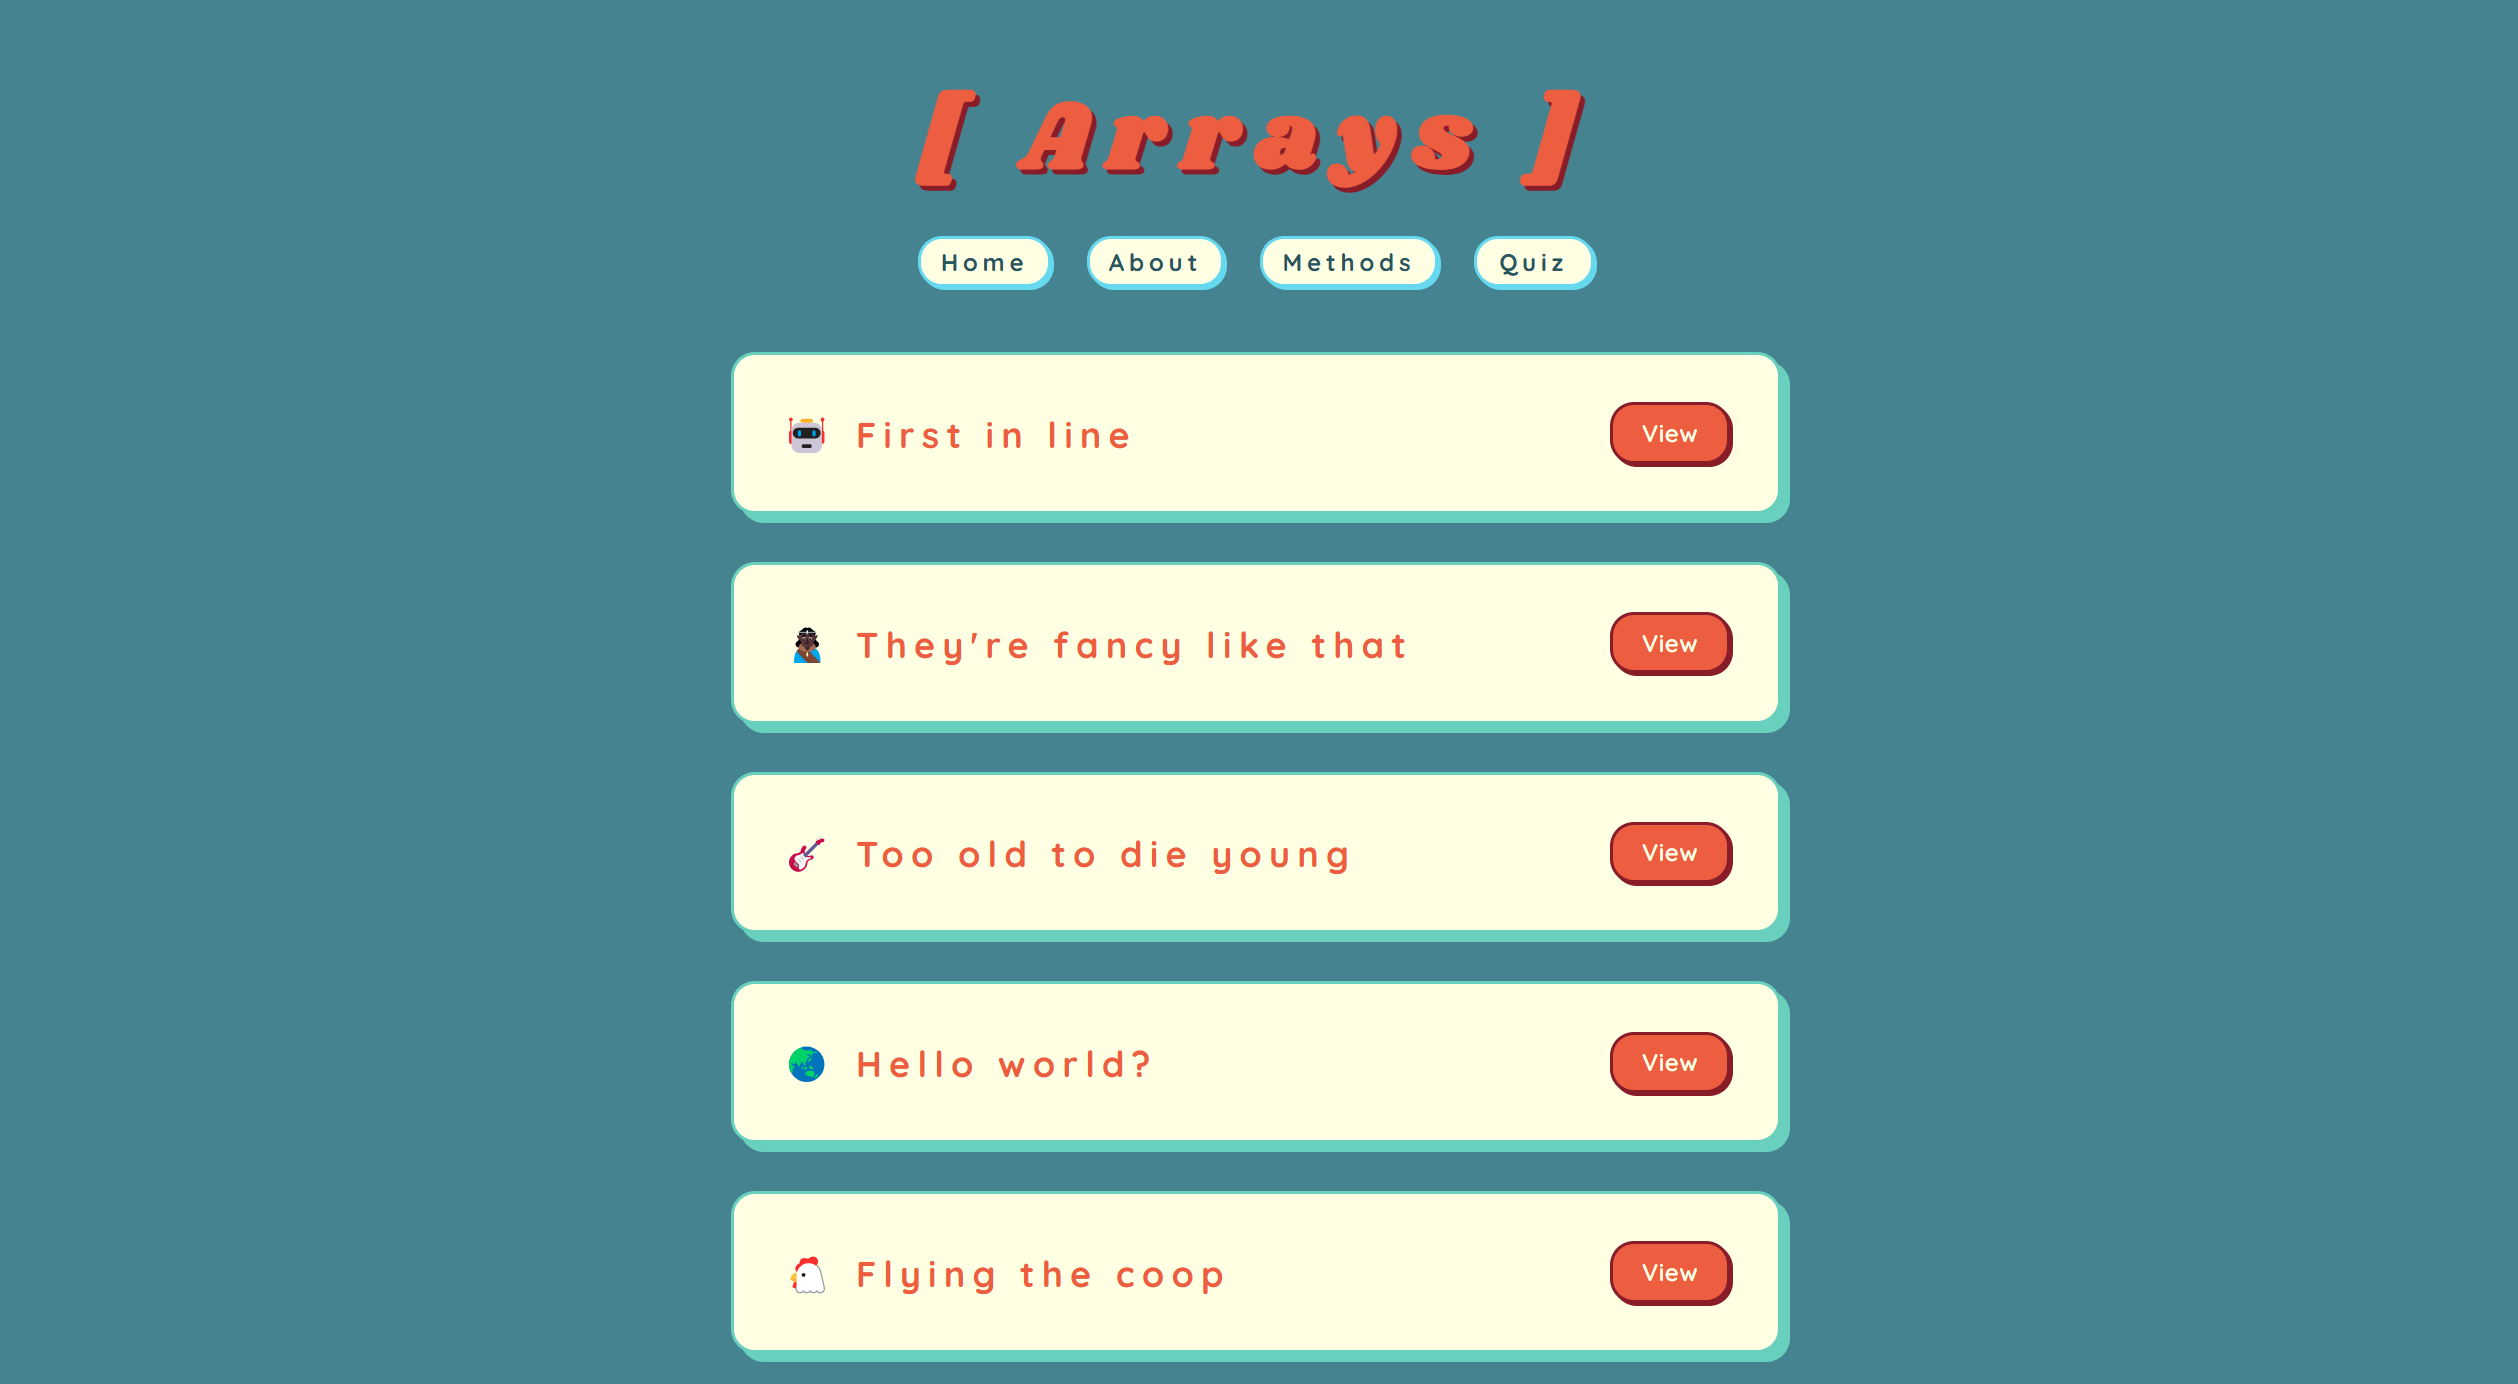 [ Arrays ]
Home About Methods Quiz
First in line View
They're fancy like that View
Too old to die young View
Hello world? View
Flying the coop View